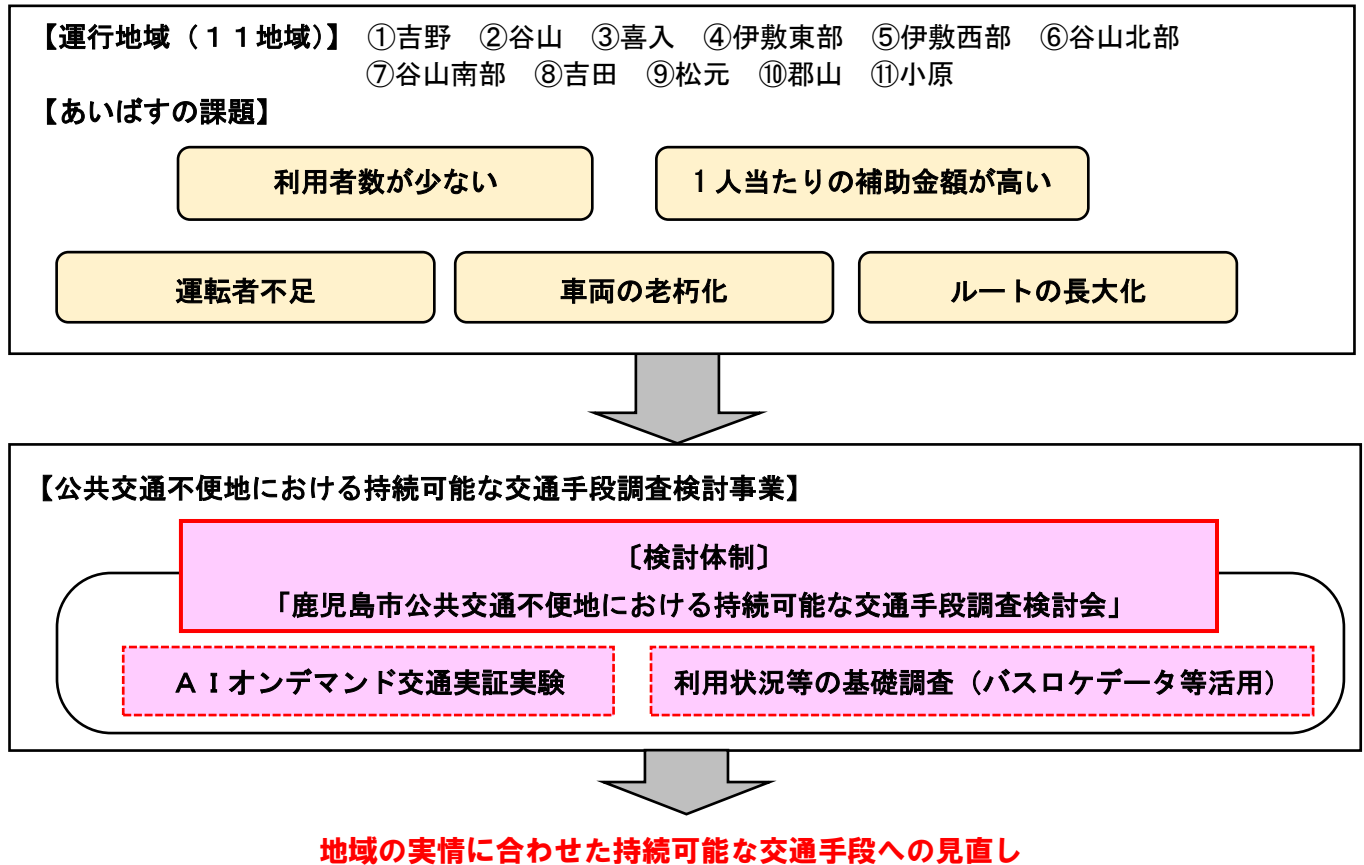 【運行地域（１１地域）】 ①吉野 ②谷山 ③喜入 ④伊敷東部 ⑤伊敷西部 ⑥谷山北部
⑦谷山南部 ⑧吉田 ⑨松元 ⑩郡山 ⑪小原
【あいばすの課題】
利用者数が少ない
１人当たりの補助金額が高い
運転者不足
車両の老朽化
ルートの長大化
【公共交通不便地における持続可能な交通手段調査検討事業】
〔検討体制〕
「鹿児島市公共交通不便地における持続可能な交通手段調査検討会」
ＡＩオンデマンド交通実証実験
利用状況等の基礎調査（バスロケデータ等活用）
地域の実情に合わせた持続可能な交通手段への見直し